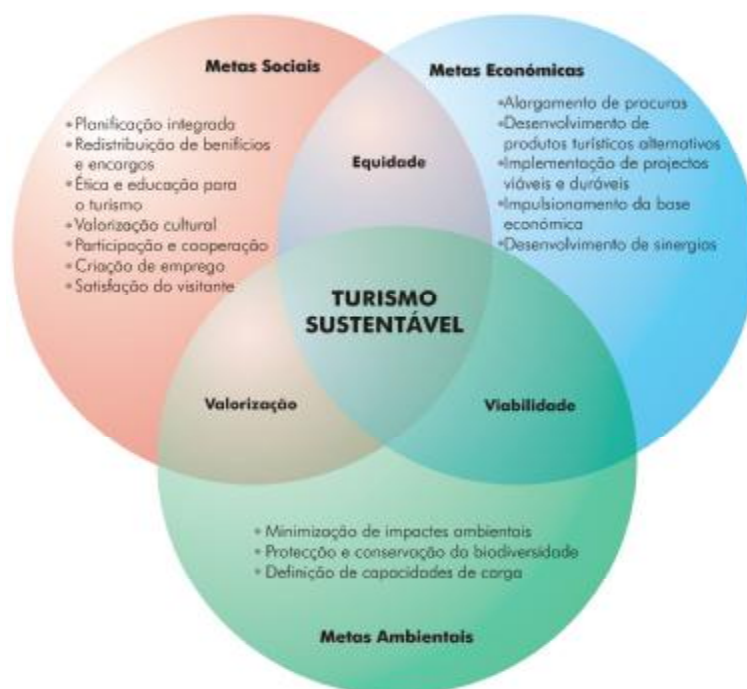 Metas Sociais
• Planificação integrada
• Redistribuição de benifícios
e encargos
• Ética e educação para
o turismo
• Valorização cultural
• Participação e cooperação
• Criação de emprego
• Satisfação do visitante
Metas Económicas
• Alargamento de procuras
• Desenvolvimento de
produtos turísticos alternativos
• Implementação de projectos
viáveis e duráveis
• Impulsionamento da base
económica
• Desenvolvimento de sinergias
Equidade
TURISMO
SUSTENTÁVEL
Valorização
Viabilidade
• Minimização de impactes ambientais
• Protecção e conservação da biodiversidade
• Definição de capacidades de carga
Metas Ambientais